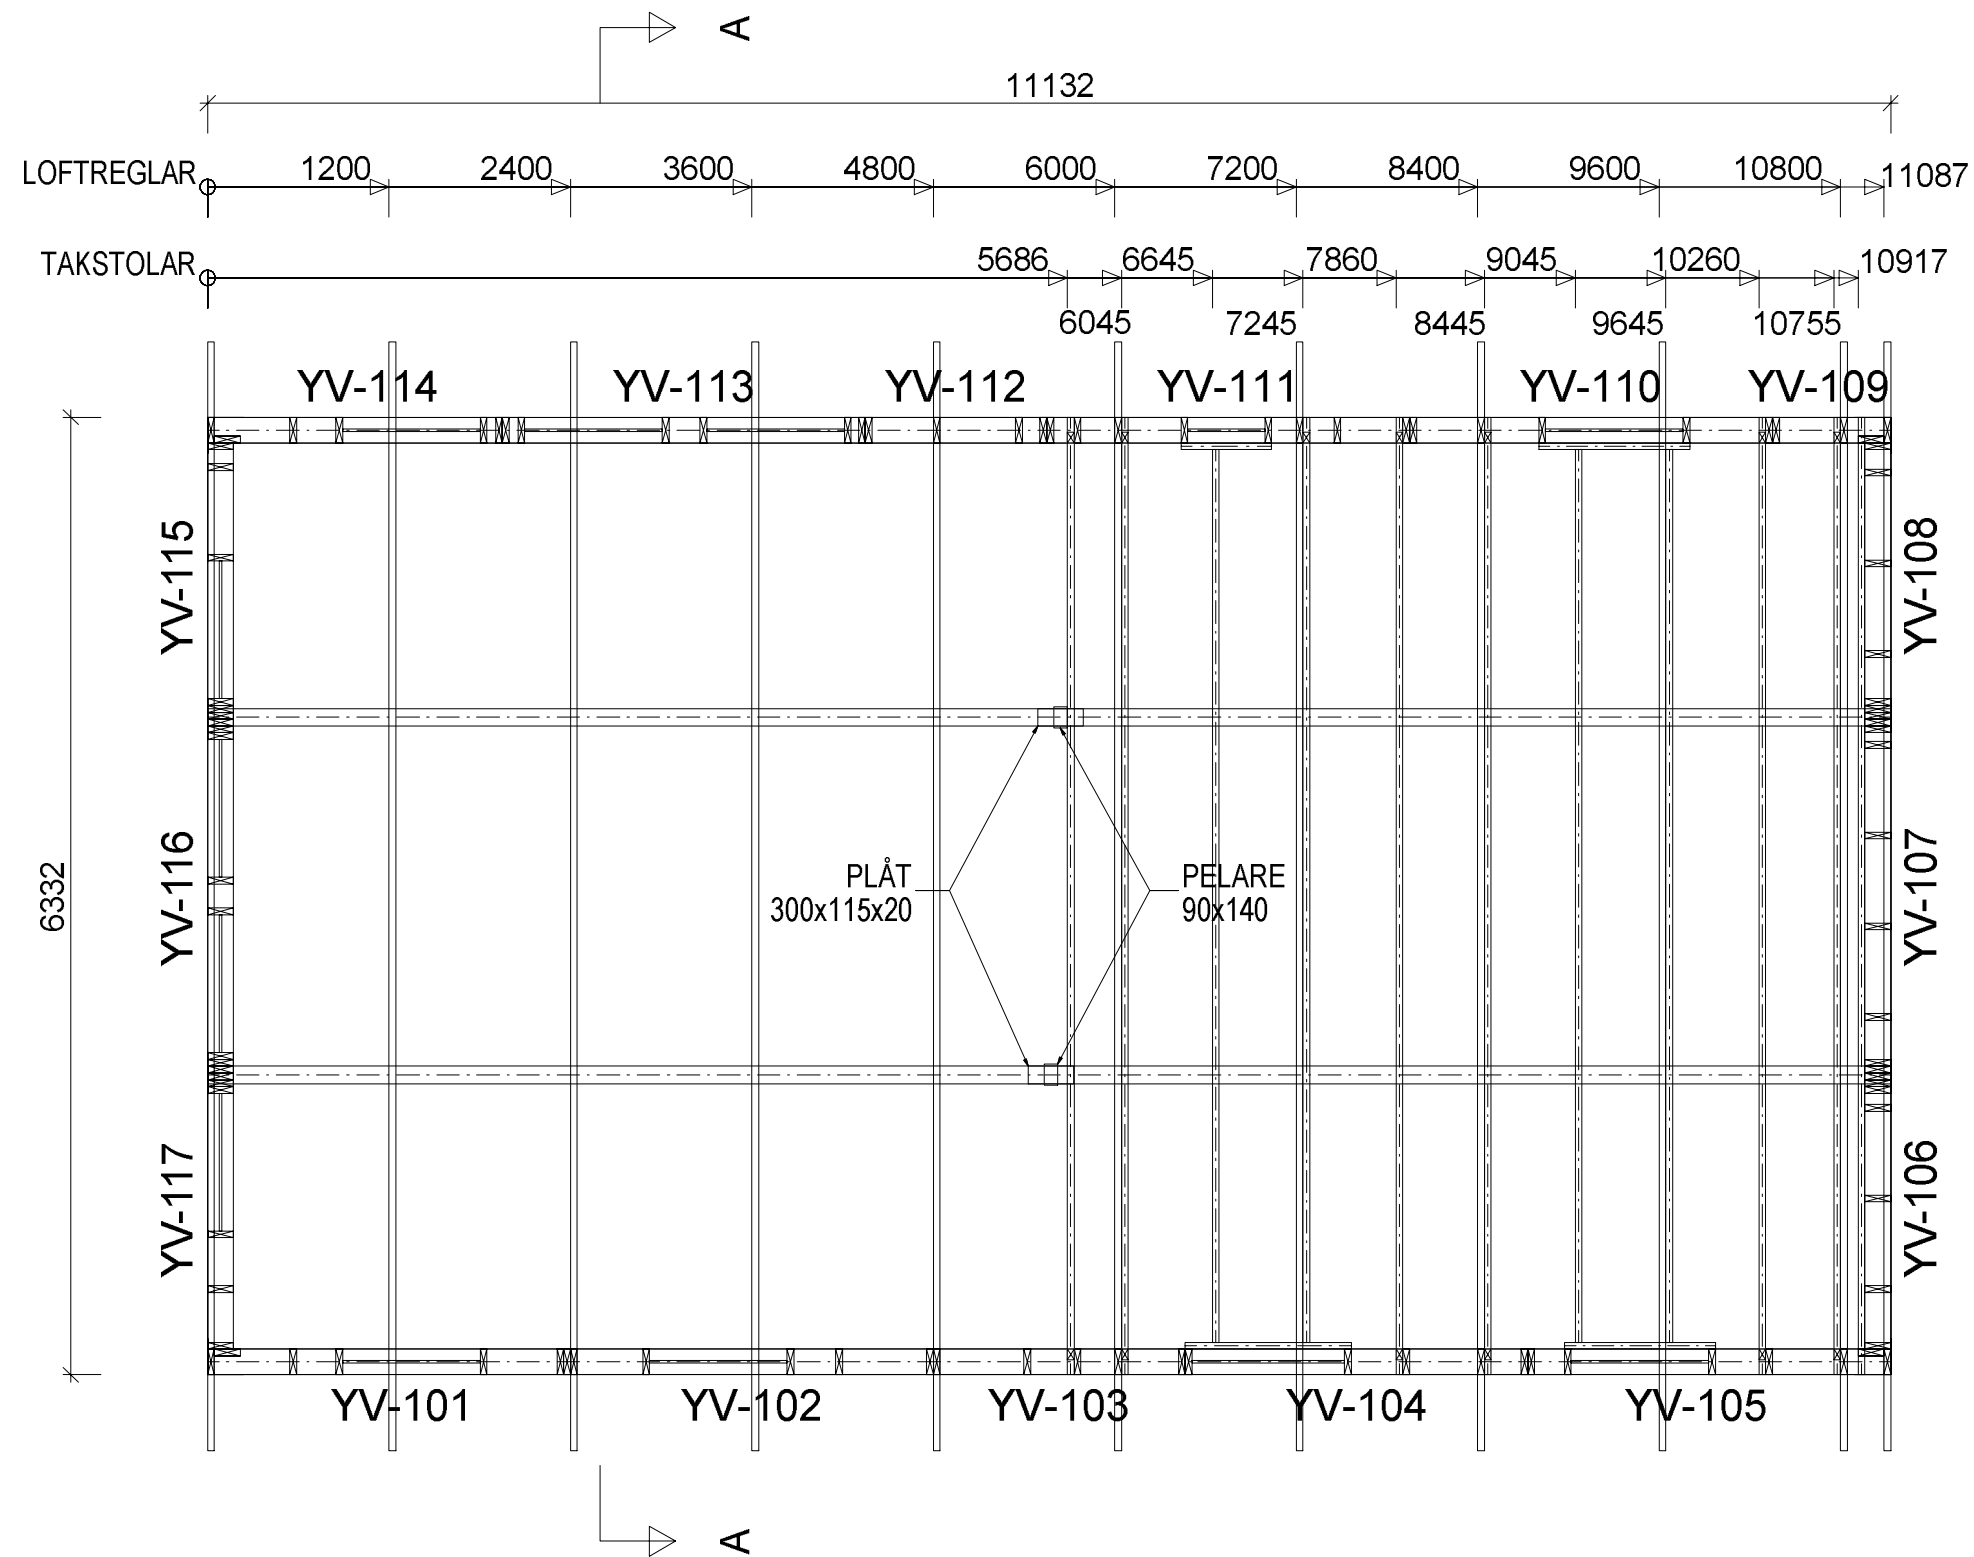 A
11132
LOFTREGLAR 1200 2400 3600 4800 6000 7200 8400 9600 10800 11087
TAKSTOLAR 5686 6645 7860 9045 10260 10917
6045 7245 8445 9645 10755
YV-114 YV-113 YV-112 YV-111 YV-110 YV-109
YV-115
YV-108
6332
YV-116
PLÅT
300x115x20
PELARE
90x140
YV-107
YV-117
YV-106
YV-101 YV-102 YV-103 YV-104 YV-105
A